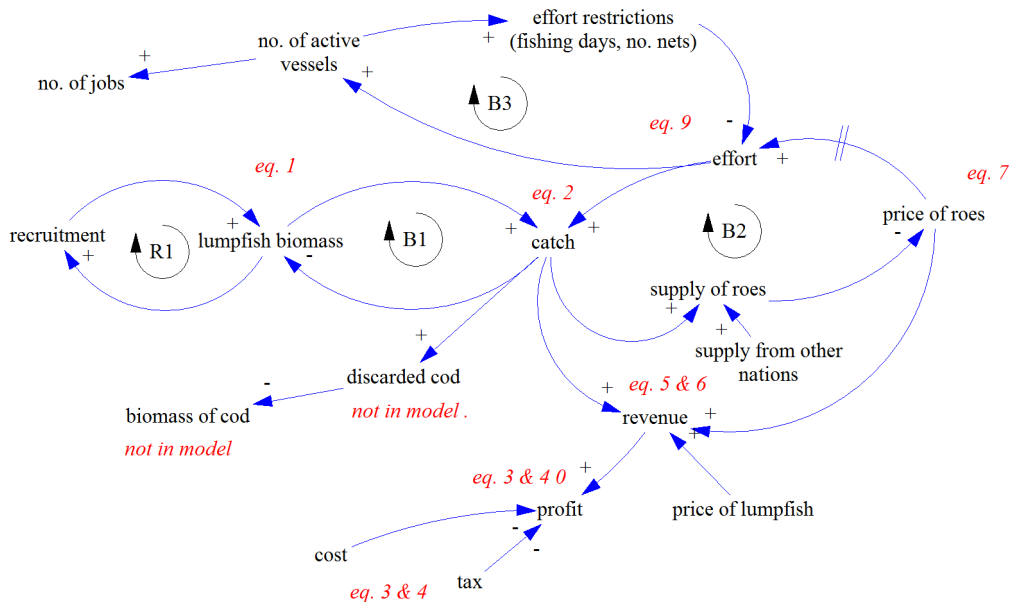 effort restrictions
(fishing days, no. nets)
+
no. of active
vessels
+
+
no. of jobs
B3
-
eq. 9
effort
+
eq. 1
eq. 7
eq. 2
recruitment
+
R1
+
lumpfish biomass
-
B1
+
catch
+
B2
price of roes
-
supply of roes
+
+
supply from other
nations
+
discarded cod
not in model .
-
biomass of cod
not in model
eq. 5 & 6
+
revenue
+
+
eq. 3 & 4 0
+
profit
-
-
price of lumpfish
cost
eq. 3 & 4
tax